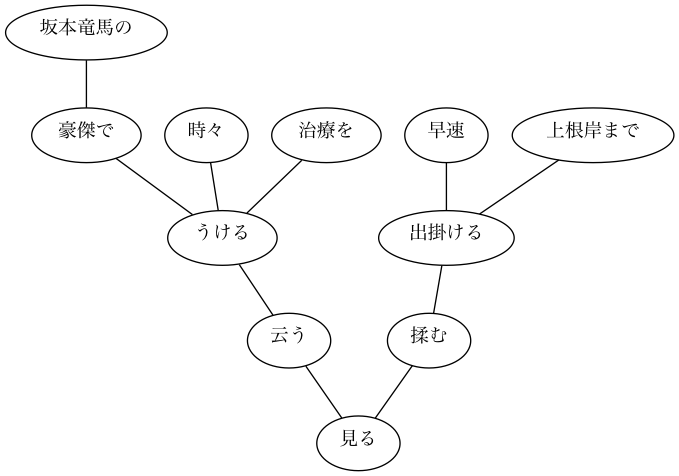 坂本竜馬の
豪傑で 時々 治療を 早速 上根岸まで
うける 出掛ける
云う 揉む
見る